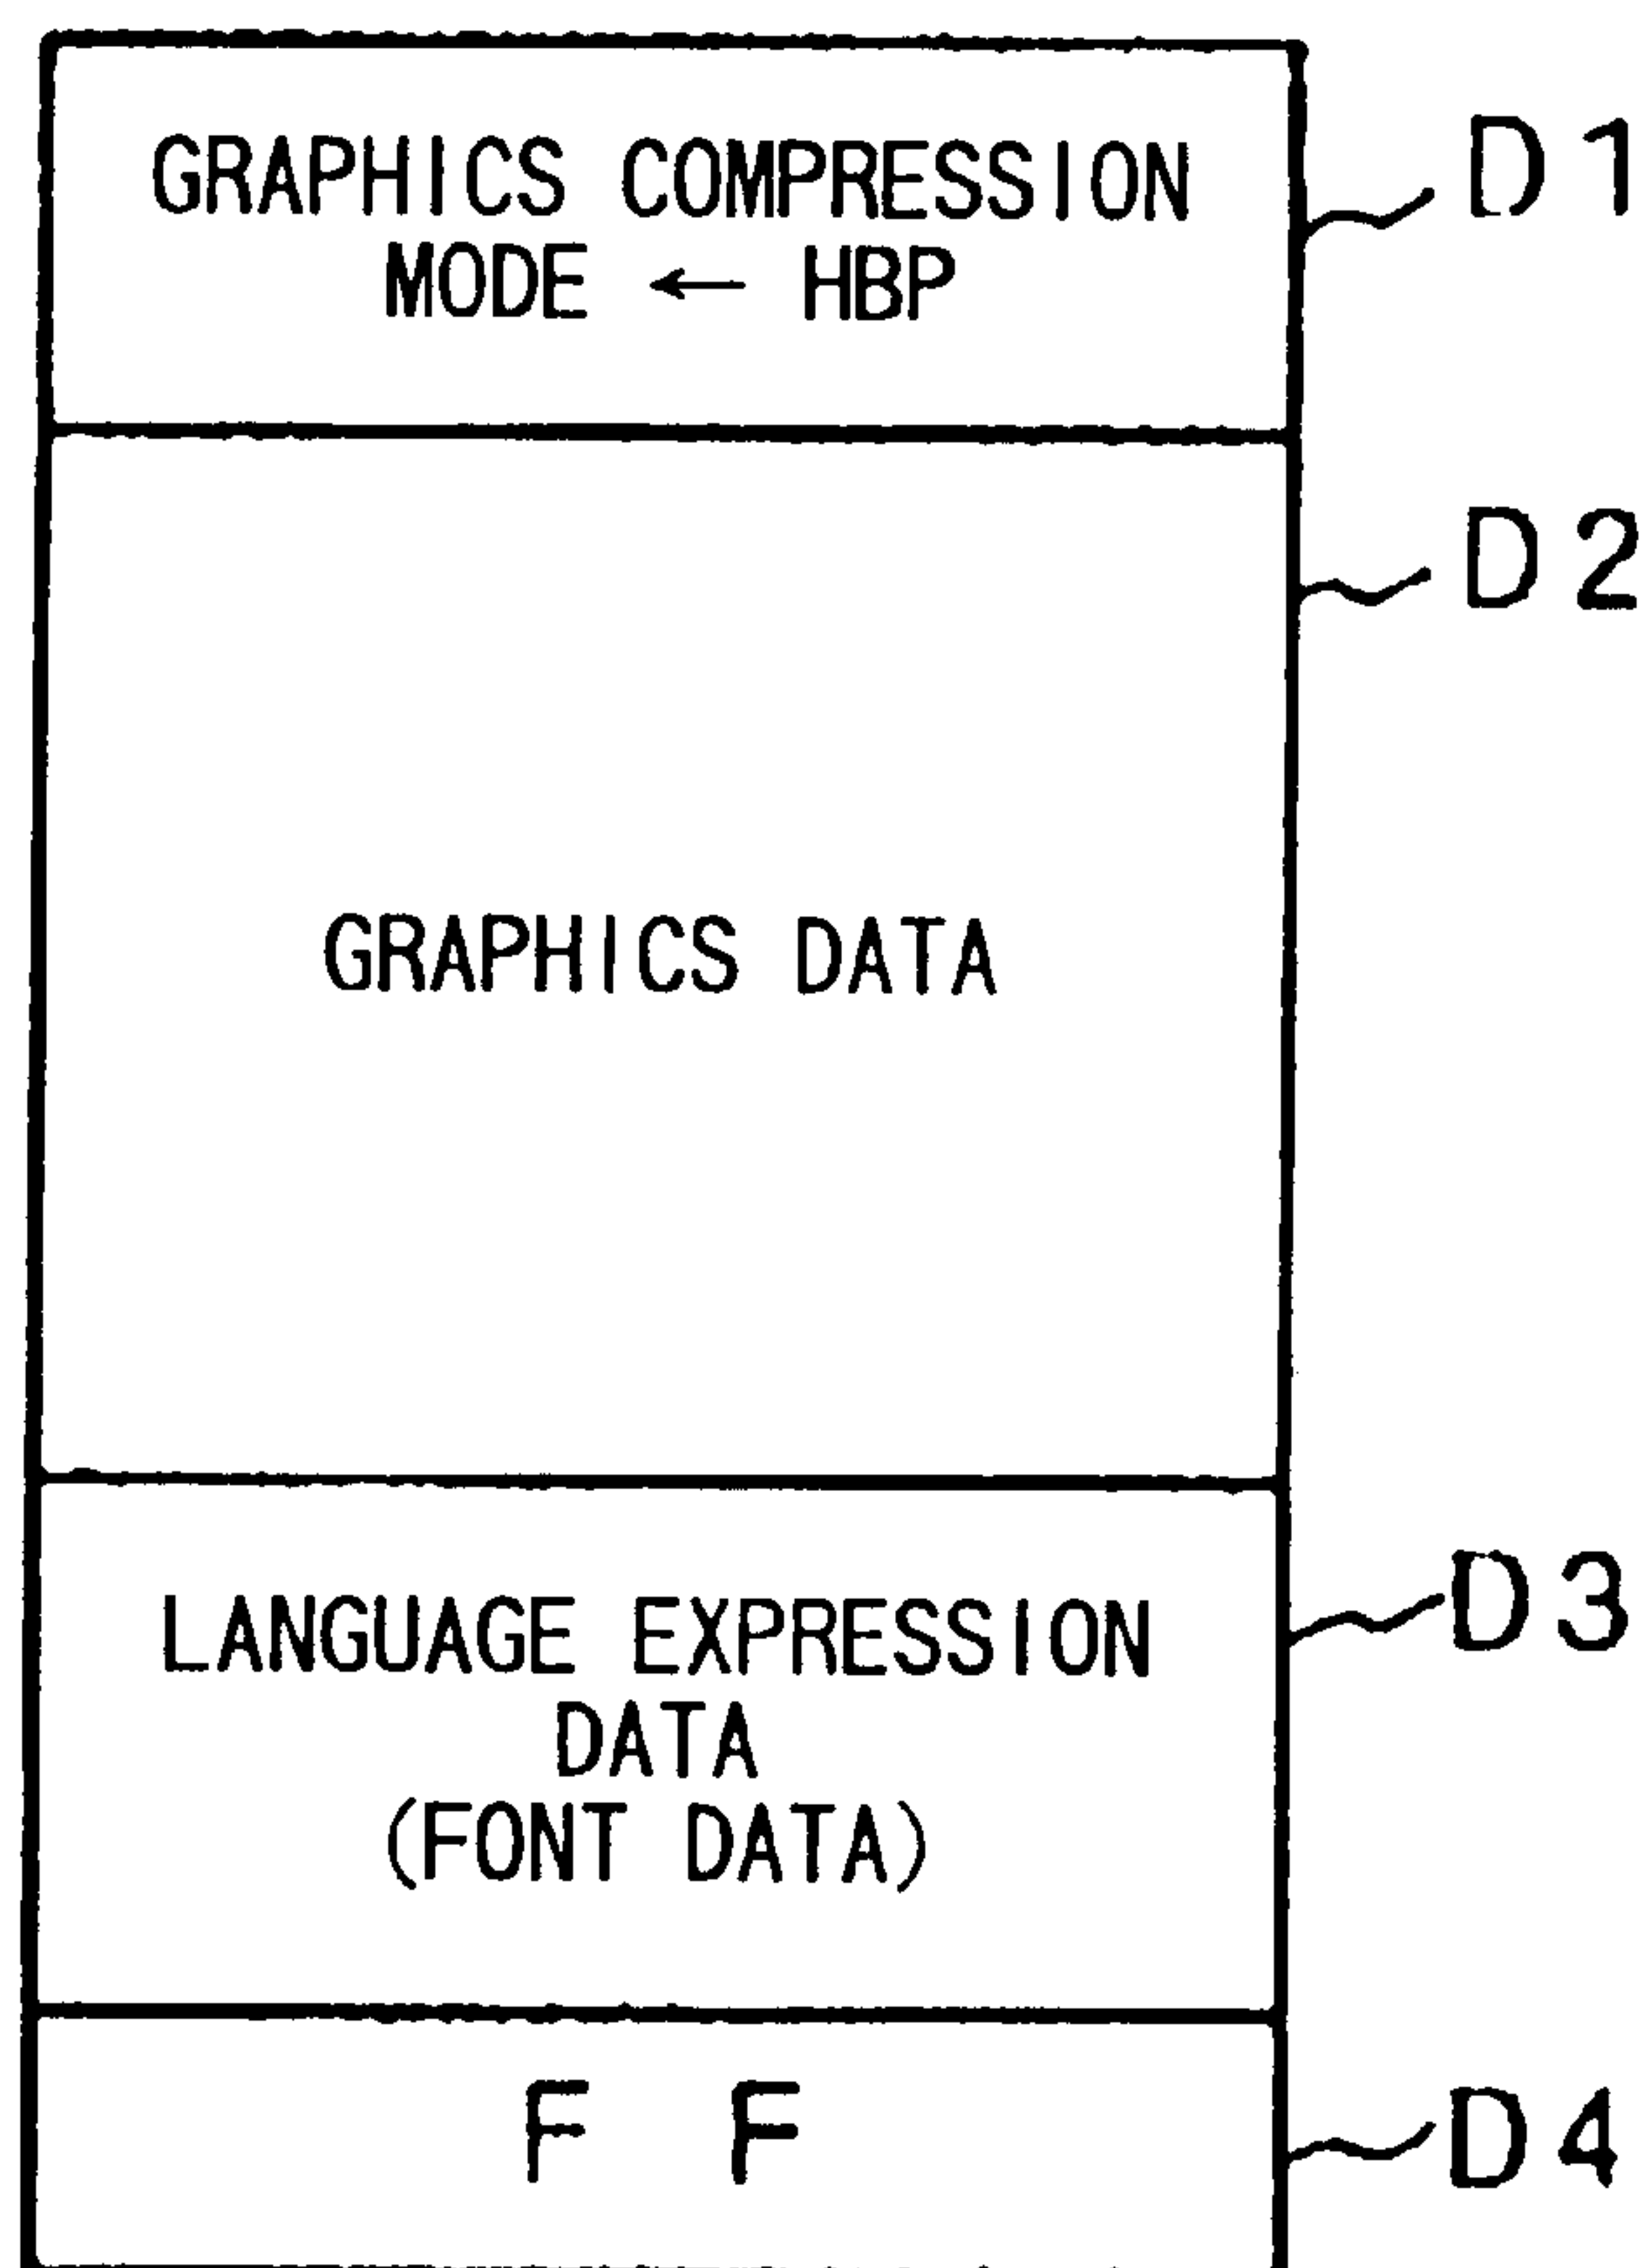 GRAPHICS COMPRESSION
MODE ← HBP
D1
D2
GRAPHICS DATA
LANGUAGE EXPRESSION
DATA
(FONT DATA)
D3
F F
D4